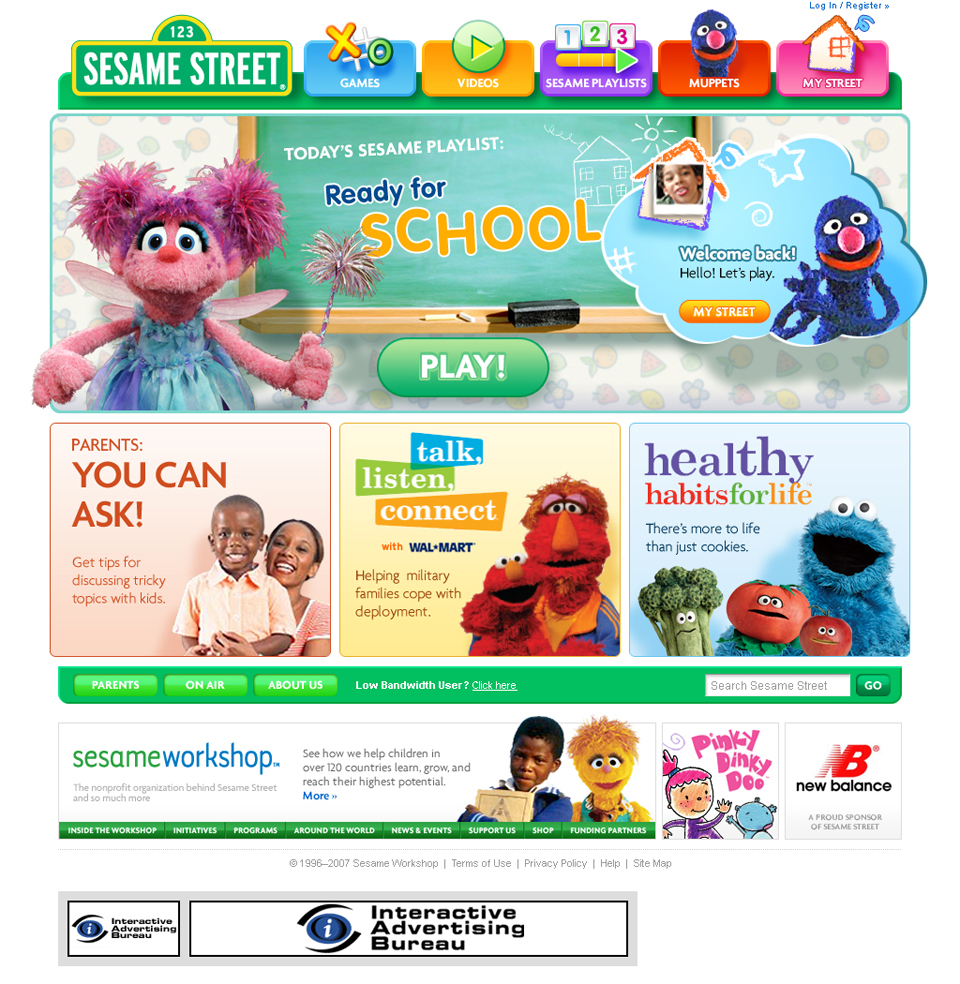 Log In / Register »
123
SESAME STREET
GAMES
VIDEOS
1 2 3
SESAME PLAYLISTS
MUPPETS
MY STREET
TODAY'S SESAME PLAYLIST:
Ready for
SCHOOL
Welcome back!
Hello! Let's play.
MY STREET
PLAY!
PARENTS:
YOU CAN
ASK!
Get tips for
discussing tricky
topics with kids.
talk,
listen,
connect
with WAL★MART
Helping military
families cope with
deployment.
healthy
habitsforlife™
There's more to life
than just cookies.
PARENTS
ON AIR
ABOUT US
Low Bandwidth User? Click here
Search Sesame Street
GO
sesameworkshop™
The nonprofit organization behind Sesame Street
and so much more
See how we help children in
over 120 countries learn, grow, and
reach their highest potential.
More »
INSIDE THE WORKSHOP
INITIATIVES
PROGRAMS
AROUND THE WORLD
NEWS & EVENTS
SUPPORT US
SHOP
FUNDING PARTNERS
Pinky
Dinky
Doo
new balance
A PROUD SPONSOR
OF SESAME STREET
© 1996–2007 Sesame Workshop | Terms of Use | Privacy Policy | Help | Site Map
Interactive
Advertising
Bureau
Interactive
Advertising
Bureau